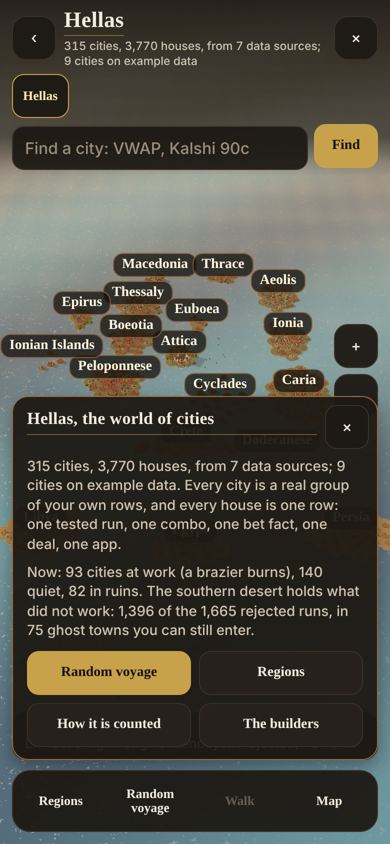 ‹
Hellas
×
315 cities, 3,770 houses, from 7 data sources;
9 cities on example data
Hellas
Find a city: VWAP, Kalshi 90c
Find
Macedonia
Thrace
Aeolis
Thessaly
Epirus
Euboea
Boeotia
Ionia
Attica
Ionian Islands
+
Peloponnese
Cyclades
Caria
Hellas, the world of cities
×
Crete
Dodecanese
315 cities, 3,770 houses, from 7 data sources; 9
cities on example data. Every city is a real group
of your own rows, and every house is one row:
Persia
one tested run, one combo, one bet fact, one
Egypt
deal, one app.
Now: 93 cities at work (a brazier burns), 140
quiet, 82 in ruins. The southern desert holds what
did not work: 1,396 of the 1,665 rejected runs, in
75 ghost towns you can still enter.
Random voyage
Regions
How it is counted
The builders
Regions
Random
voyage
Walk
Map